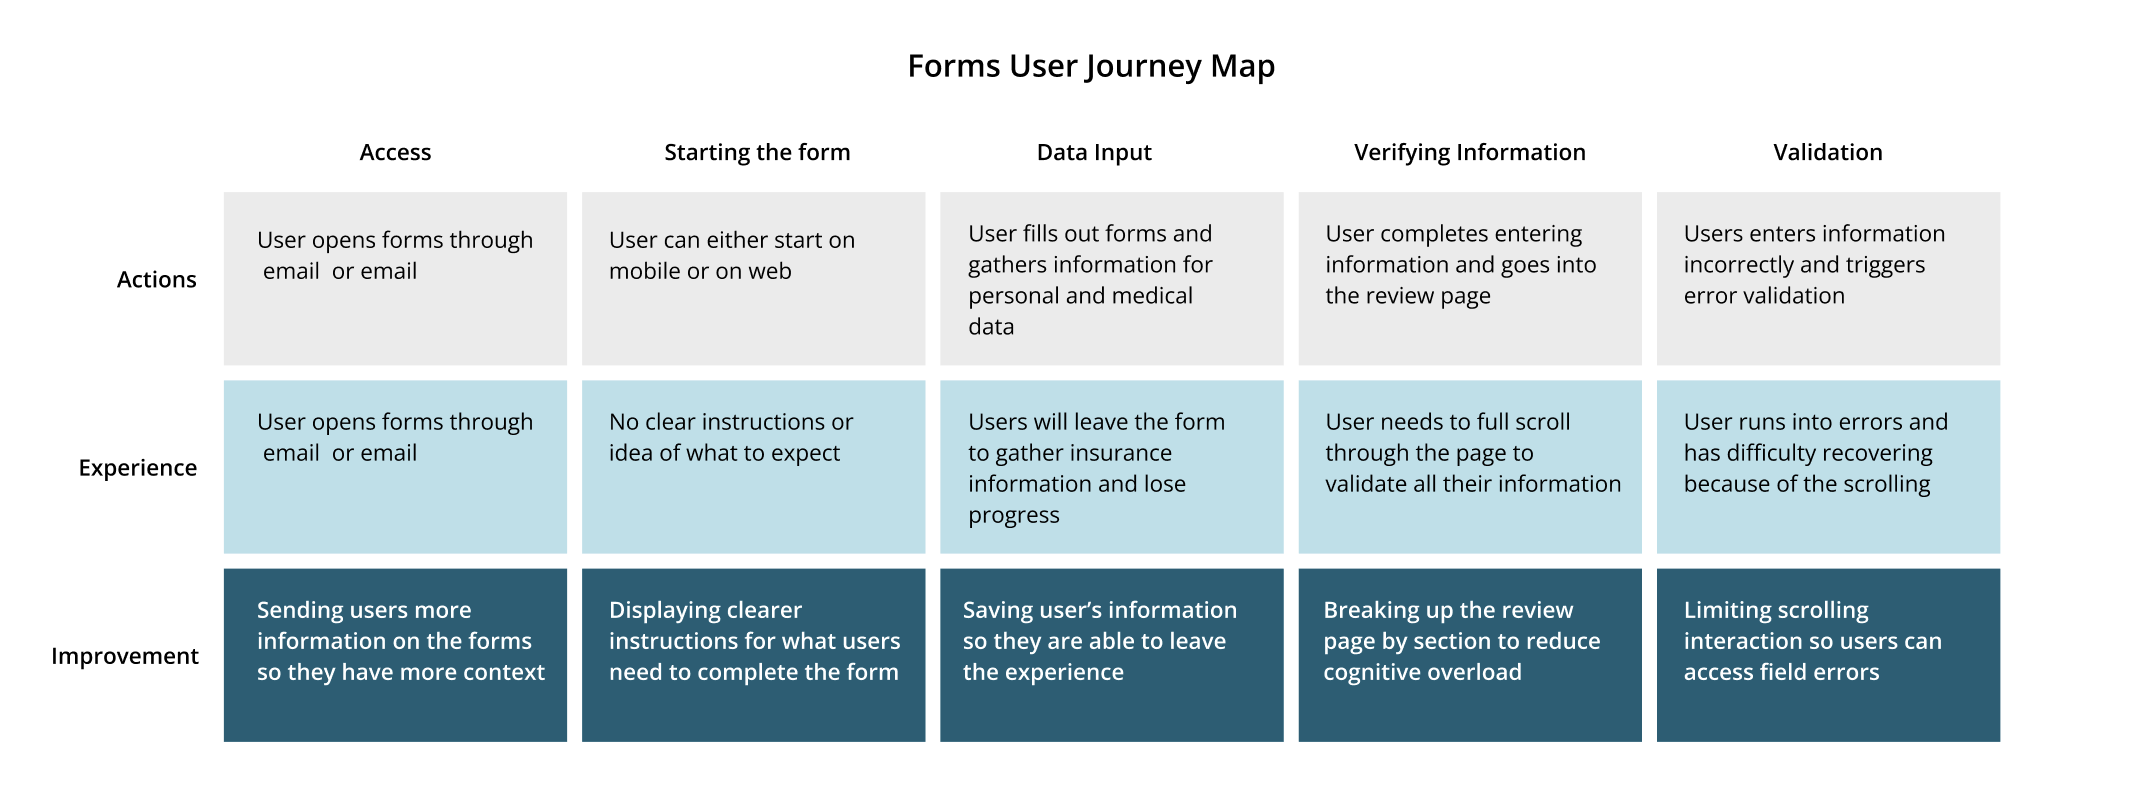 Forms User Journey Map
Access
Starting the form
Data Input
Verifying Information
Validation
Actions
User opens forms through
email  or email
User can either start on
mobile or on web
User fills out forms and
gathers information for
personal and medical
data
User completes entering
information and goes into
the review page
Users enters information
incorrectly and triggers
error validation
Experience
User opens forms through
email  or email
No clear instructions or
idea of what to expect
Users will leave the form
to gather insurance
information and lose
progress
User needs to full scroll
through the page to
validate all their information
User runs into errors and
has difficulty recovering
because of the scrolling
Improvement
Sending users more
information on the forms
so they have more context
Displaying clearer
instructions for what users
need to complete the form
Saving user’s information
so they are able to leave
the experience
Breaking up the review
page by section to reduce
cognitive overload
Limiting scrolling
interaction so users can
access field errors